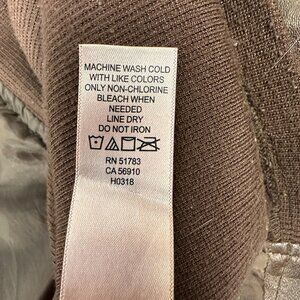 MACHINE WASH COLD
WITH LIKE COLORS
ONLY NON-CHLORINE
BLEACH WHEN
NEEDED
LINE DRY
DO NOT IRON
RN 51783
CA 56910
H0318